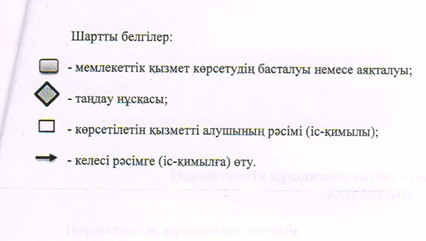 Шартты белгілер:
- мемлекеттік қызмет көрсетудің басталуы немесе аяқталуы;
- таңдау нұсқасы;
- көрсетілетін қызметті алушының рәсімі (іс-қимылы);
- келесі рәсімге (іс-қимылға) өту.